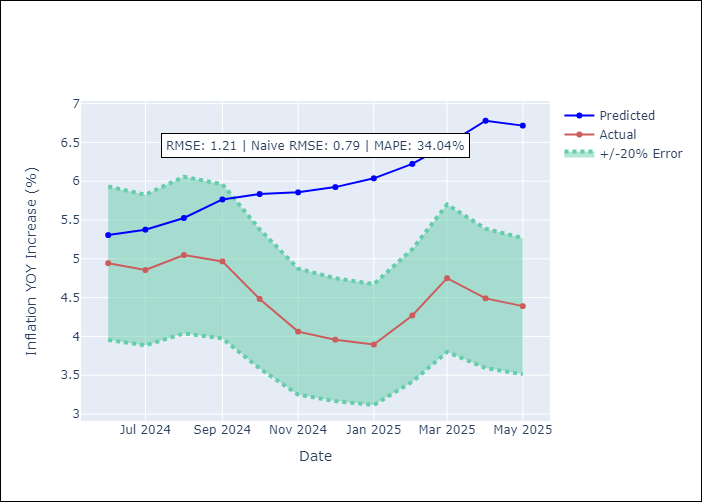 RMSE: 1.21 | Naive RMSE: 0.79 | MAPE: 34.04%
Predicted
Actual
+/-20% Error
Inflation YOY Increase (%)
7
6.5
6
5.5
5
4.5
4
3.5
3
Jul 2024
Sep 2024
Nov 2024
Jan 2025
Mar 2025
May 2025
Date